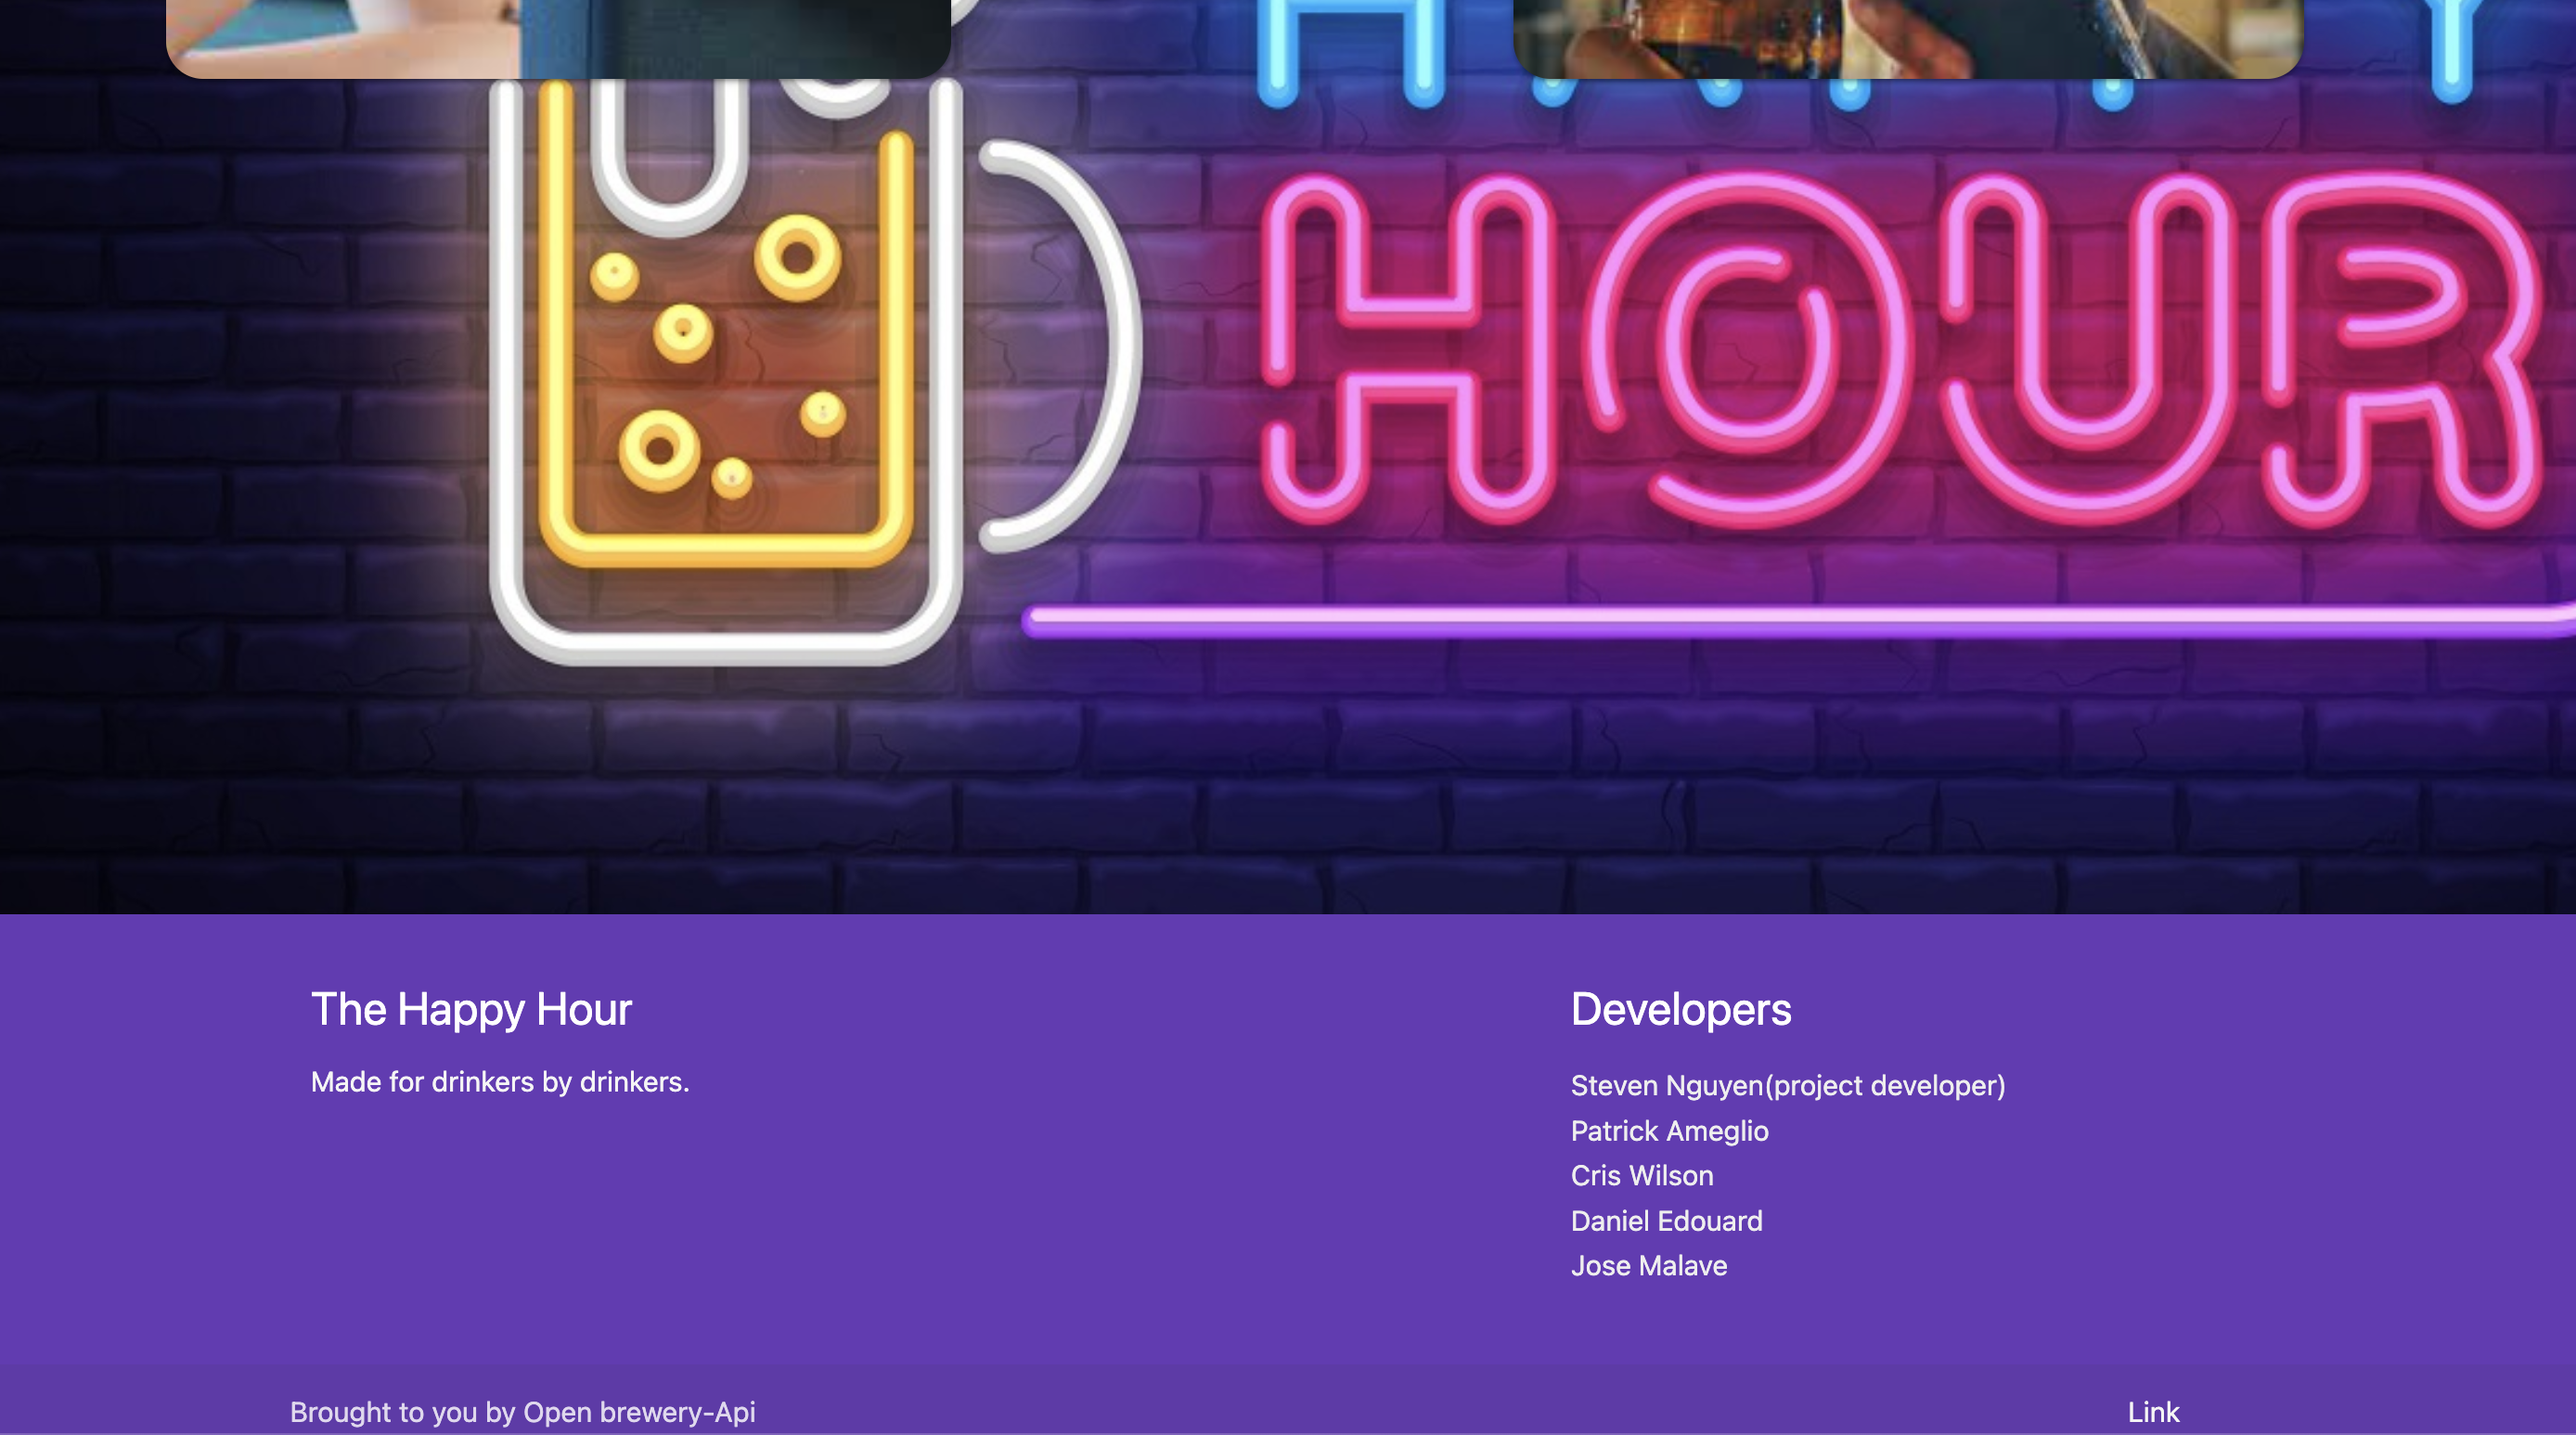 HAPPY
HOUR
The Happy Hour
Made for drinkers by drinkers.
Developers
Steven Nguyen(project developer)
Patrick Ameglio
Cris Wilson
Daniel Edouard
Jose Malave
Brought to you by Open brewery-Api
Link